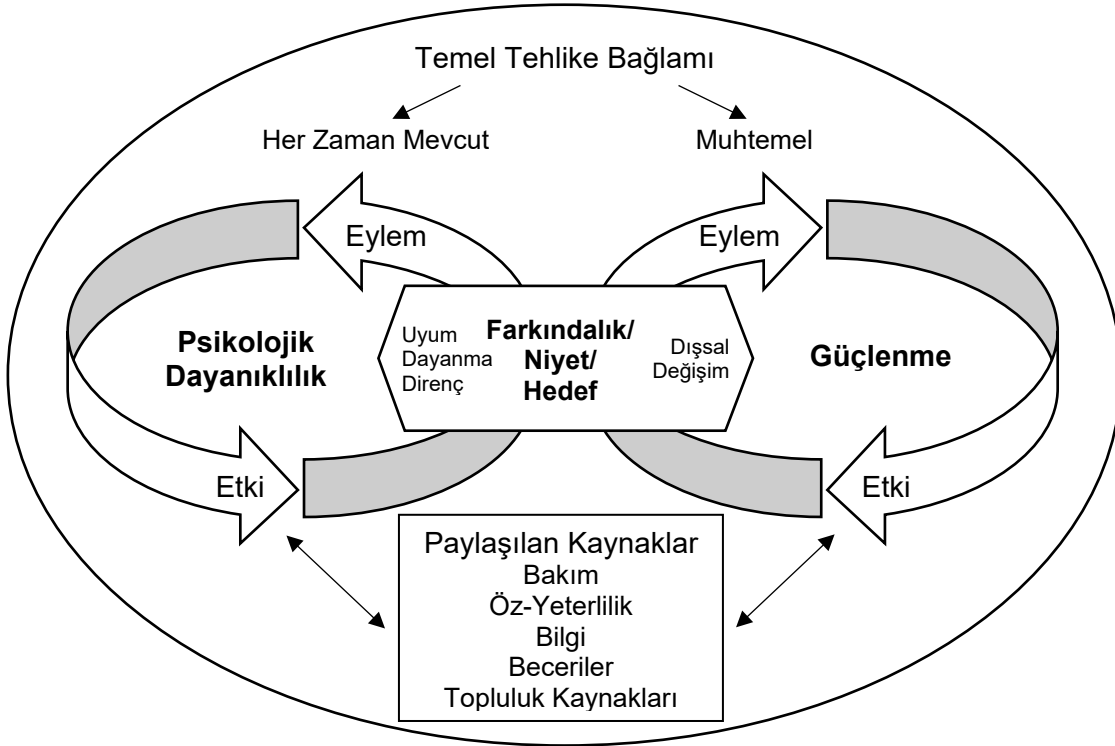 Temel Tehlike Bağlamı
Her Zaman Mevcut
Muhtemel
Eylem
Eylem
Psikolojik
Dayanıklılık
Uyum
Dayanma
Direnç
Farkındalık/
Niyet/
Hedef
Dışsal
Değişim
Güçlenme
Etki
Etki
Paylaşılan Kaynaklar
Bakım
Öz-Yeterlilik
Bilgi
Beceriler
Topluluk Kaynakları